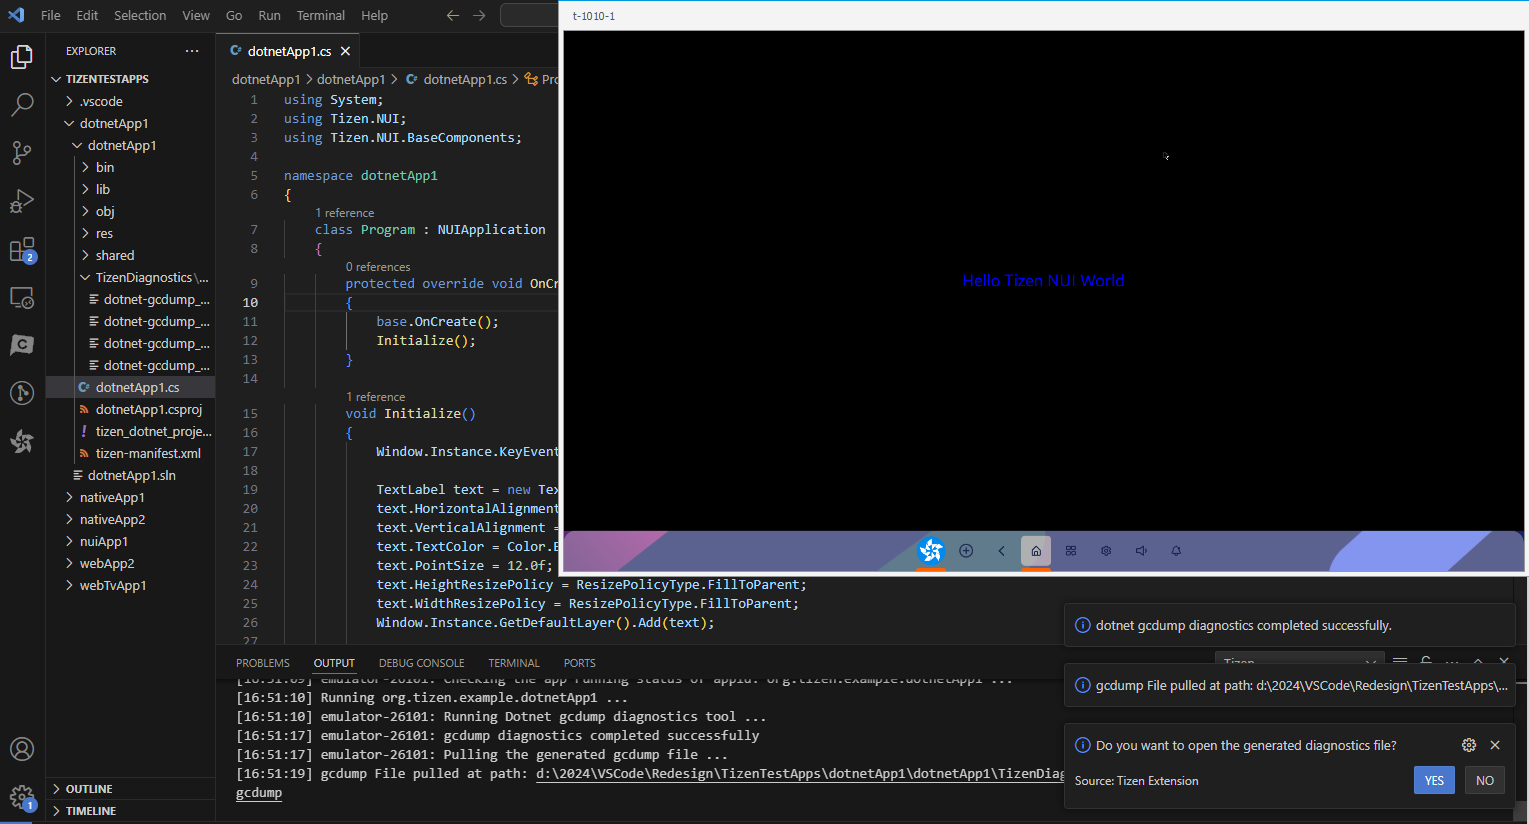 File Edit Selection View Go Run Terminal Help
t-1010-1
EXPLORER
TIZENTESTAPPS
.vscode
dotnetApp1
dotnetApp1
bin
lib
obj
res
shared
TizenDiagnostics \...
dotnet-gcdump_...
dotnet-gcdump_...
dotnet-gcdump_...
dotnet-gcdump_...
dotnetApp1.cs
dotnetApp1.csproj
tizen_dotnet_proje...
tizen-manifest.xml
dotnetApp1.sln
nativeApp1
nativeApp2
nuiApp1
webApp2
webTvApp1
OUTLINE
TIMELINE
2
1
dotnetApp1.cs
dotnetApp1 > dotnetApp1 > dotnetApp1.cs > Pro
1 using System;
2 using Tizen.NUI;
3 using Tizen.NUI.BaseComponents;
4
5 namespace dotnetApp1
6 {
1 reference
7 class Program : NUIApplication
8 {
0 references
9 protected override void OnCr
10 {
11 base.OnCreate();
12 Initialize();
13 }
14
1 reference
15 void Initialize()
16 {
17 Window.Instance.KeyEvent
18
19 TextLabel text = new Tex
20 text.HorizontalAlignment
21 text.VerticalAlignment =
22 text.TextColor = Color.B
23 text.PointSize = 12.0f;
24 text.HeightResizePolicy = ResizePolicyType.FillToParent;
25 text.WidthResizePolicy = ResizePolicyType.FillToParent;
26 Window.Instance.GetDefaultLayer().Add(text);
27
Hello Tizen NUI World
PROBLEMS OUTPUT DEBUG CONSOLE TERMINAL PORTS
Tizen
[16:51:09] emulator-26101: Checking the app running status of appid: org.tizen.example.dotnetApp1 ...
[16:51:10] Running org.tizen.example.dotnetApp1 ...
[16:51:10] emulator-26101: Running Dotnet gcdump diagnostics tool ...
[16:51:17] emulator-26101: gcdump diagnostics completed successfully
[16:51:17] emulator-26101: Pulling the generated gcdump file ...
[16:51:19] gcdump File pulled at path: d:\2024\VSCode\Redesign\TizenTestApps\dotnetApp1\dotnetApp1\TizenDiag
gcdump
dotnet gcdump diagnostics completed successfully.
gcdump File pulled at path: d:\2024\VSCode\Redesign\TizenTestApps\...
Do you want to open the generated diagnostics file?
Source: Tizen Extension
YES NO